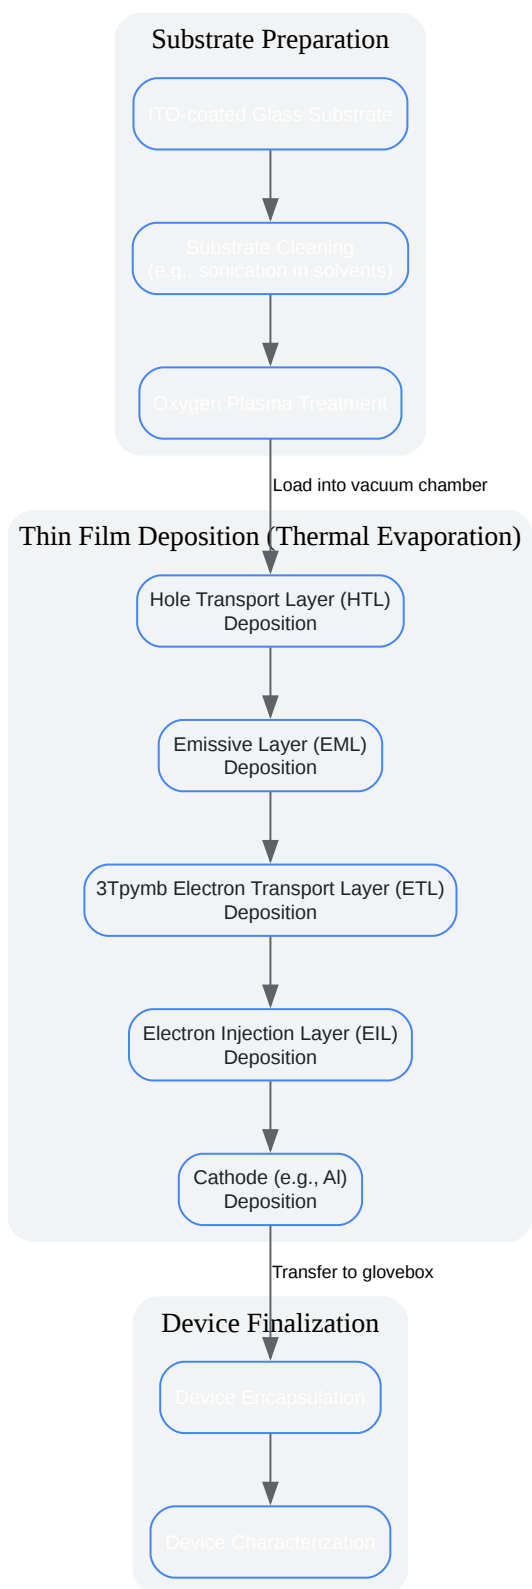 Substrate Preparation
ITO-coated Glass Substrate
Substrate Cleaning
(e.g., sonication in solvents)
Oxygen Plasma Treatment
Load into vacuum chamber
Thin Film Deposition (Thermal Evaporation)
Hole Transport Layer (HTL)
Deposition
Emissive Layer (EML)
Deposition
3Tpymb Electron Transport Layer (ETL)
Deposition
Electron Injection Layer (EIL)
Deposition
Cathode (e.g., Al)
Deposition
Transfer to glovebox
Device Finalization
Device Encapsulation
Device Characterization